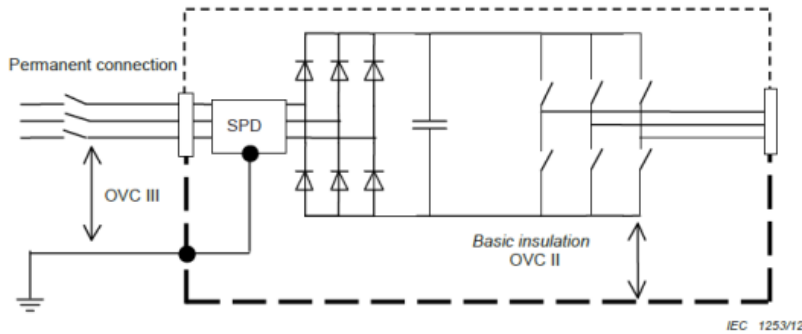 Permanent connection
SPD
OVC III
Basic insulation
OVC II
IEC 1253/12